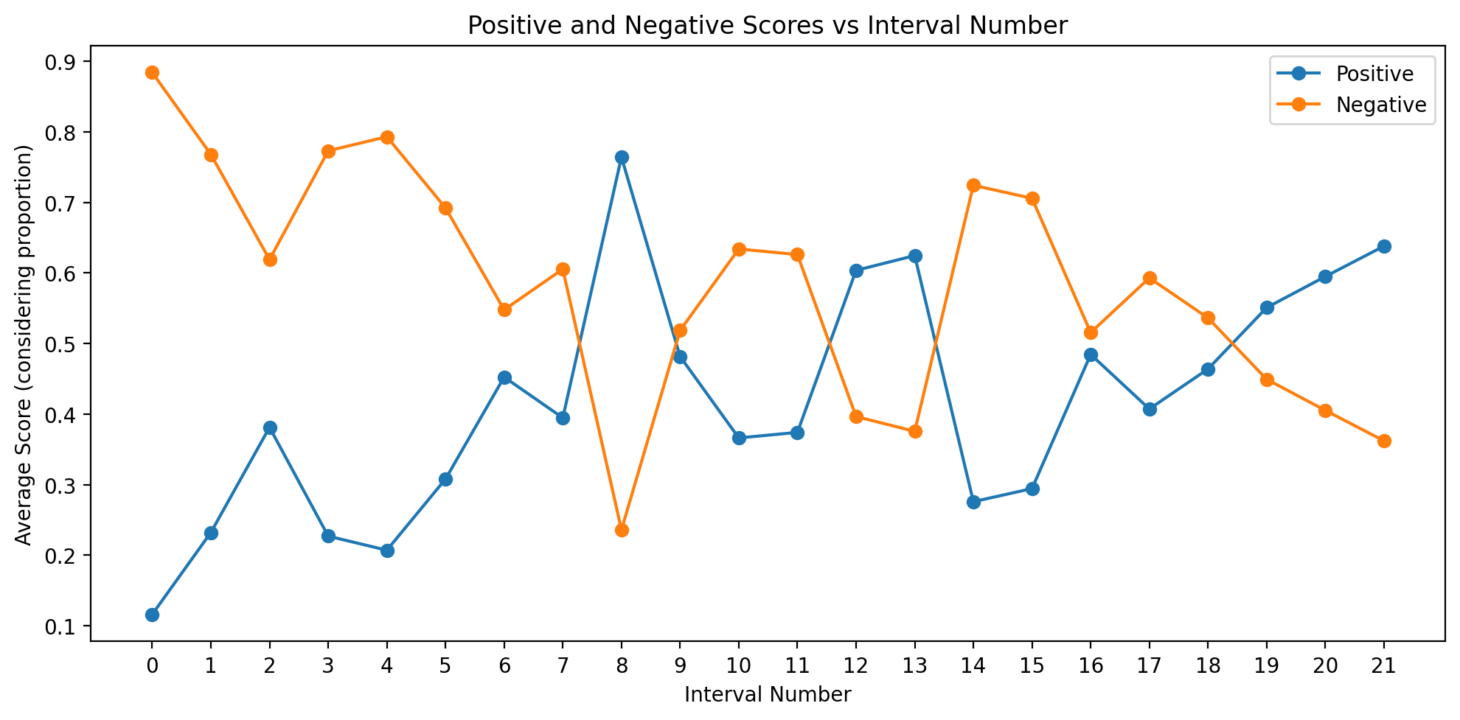 Positive and Negative Scores vs Interval Number
Positive
Negative
Average Score (considering proportion)
0.9
0.8
0.7
0.6
0.5
0.4
0.3
0.2
0.1
0 1 2 3 4 5 6 7 8 9 10 11 12 13 14 15 16 17 18 19 20 21
Interval Number